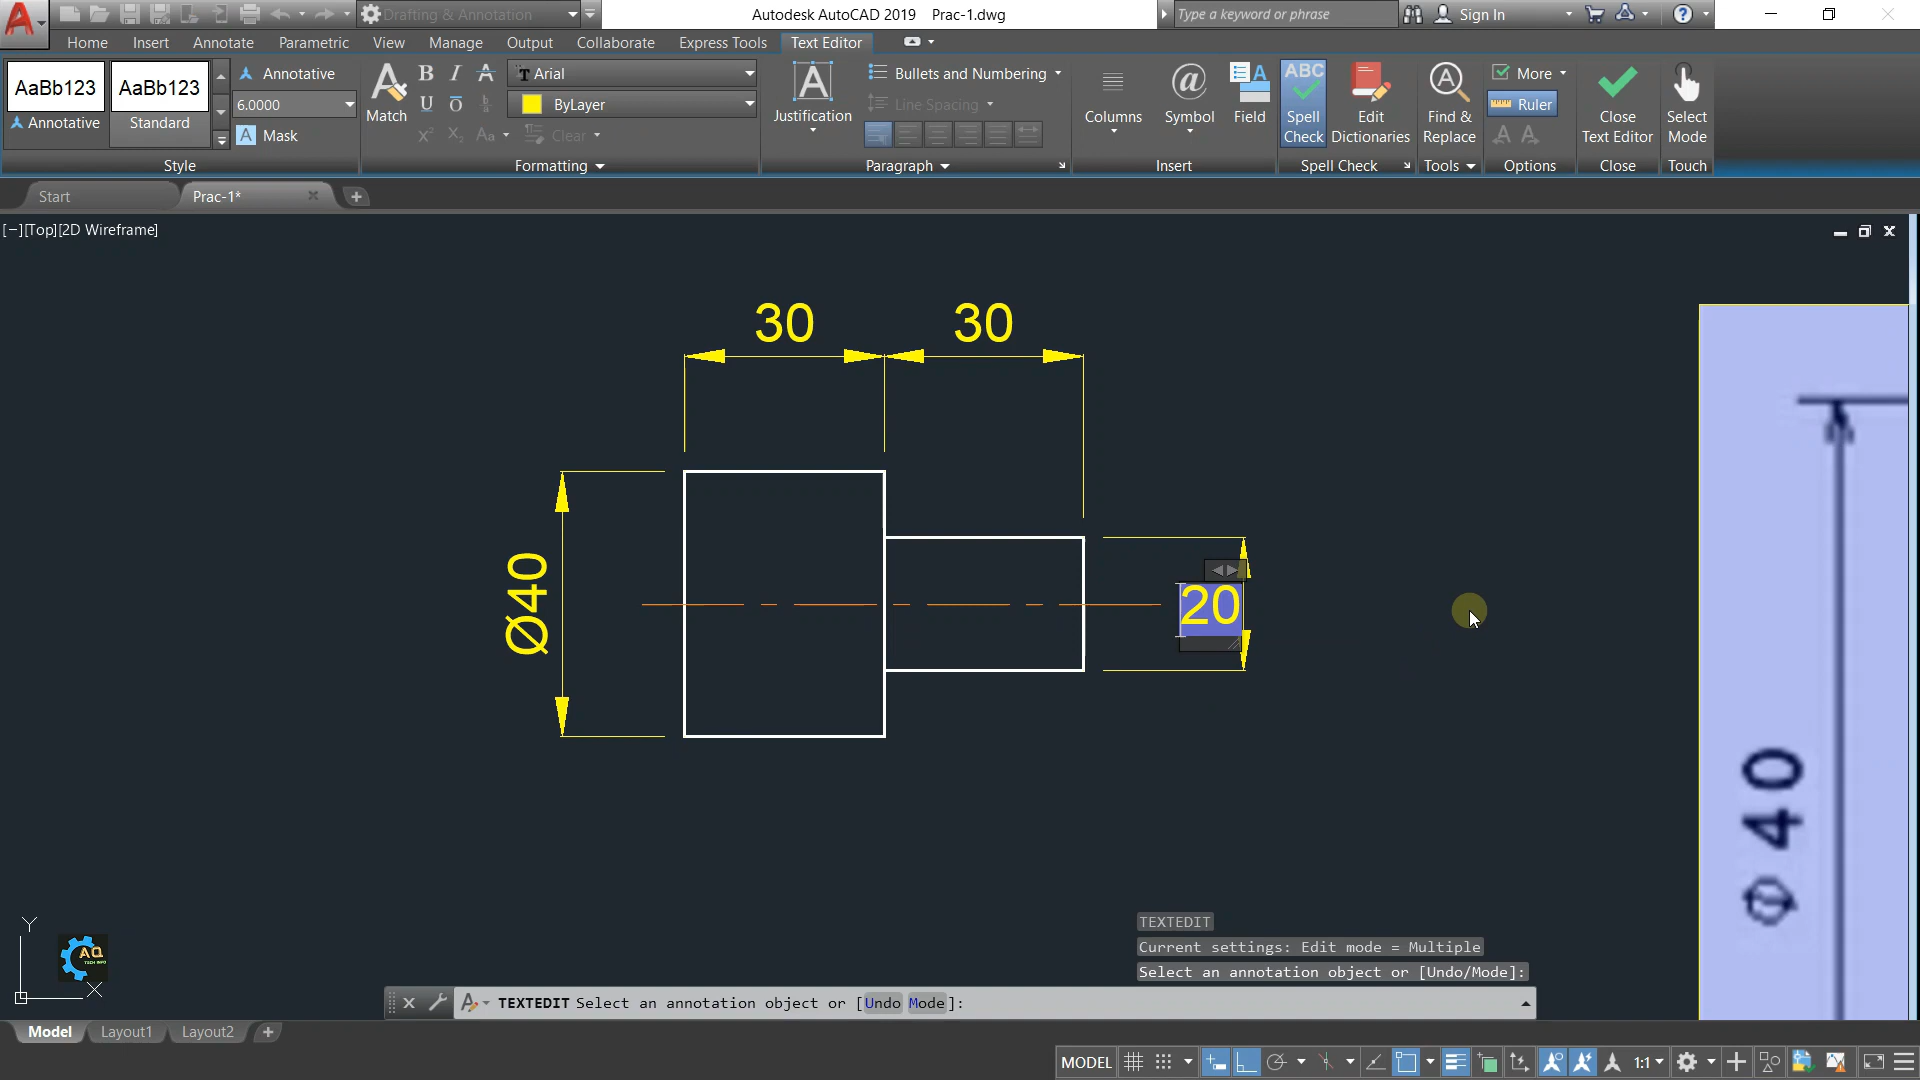 Drafting & Annotation
Autodesk AutoCAD 2019 Prac-1.dwg
Type a keyword or phrase
Sign In
Home Insert Annotate Parametric View Manage Output Collaborate Express Tools Text Editor
AaBb123 AaBb123
Annotative Standard
Annotative
6.0000
Mask
Style
Match
Arial
ByLayer
Clear
Formatting
Justification
Bullets and Numbering
Line Spacing
Paragraph
Columns
Symbol
Field
Insert
ABC
Spell Check
Edit Dictionaries
Spell Check
Find & Replace
Tools
More
Ruler
Options
Close Text Editor
Close
Select Mode
Touch
Start Prac-1*
[−][Top][2D Wireframe]
30 30
Ø40
20
Ø 40
Y
X
AQ
TECH INFO
TEXTEDIT
Current settings: Edit mode = Multiple
Select an annotation object or [Undo/Mode]:
TEXTEDIT Select an annotation object or [Undo Mode]:
Model Layout1 Layout2
MODEL 1:1